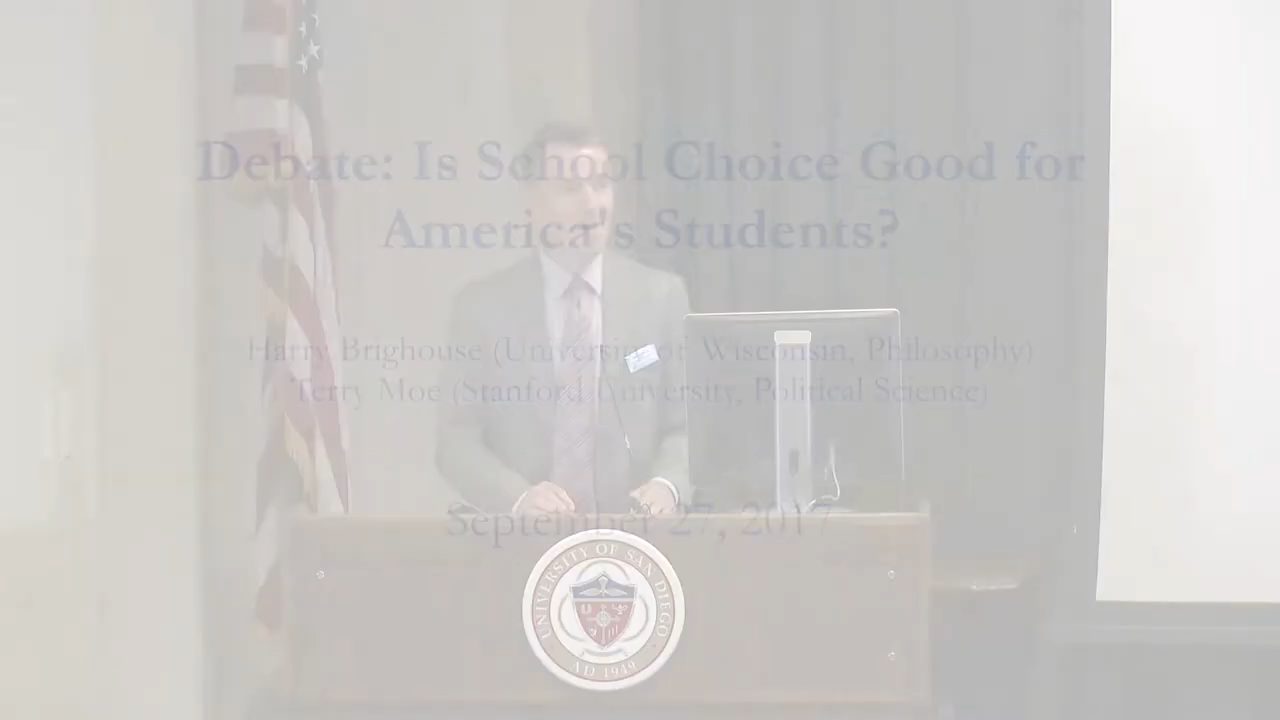 Debate: Is School Choice Good for
America's Students?
Harry Brighouse (University of Wisconsin, Philosophy)
Terry Moe (Stanford University, Political Science)
September 27, 2017
UNIVERSITY OF SAN DIEGO
AD 1949